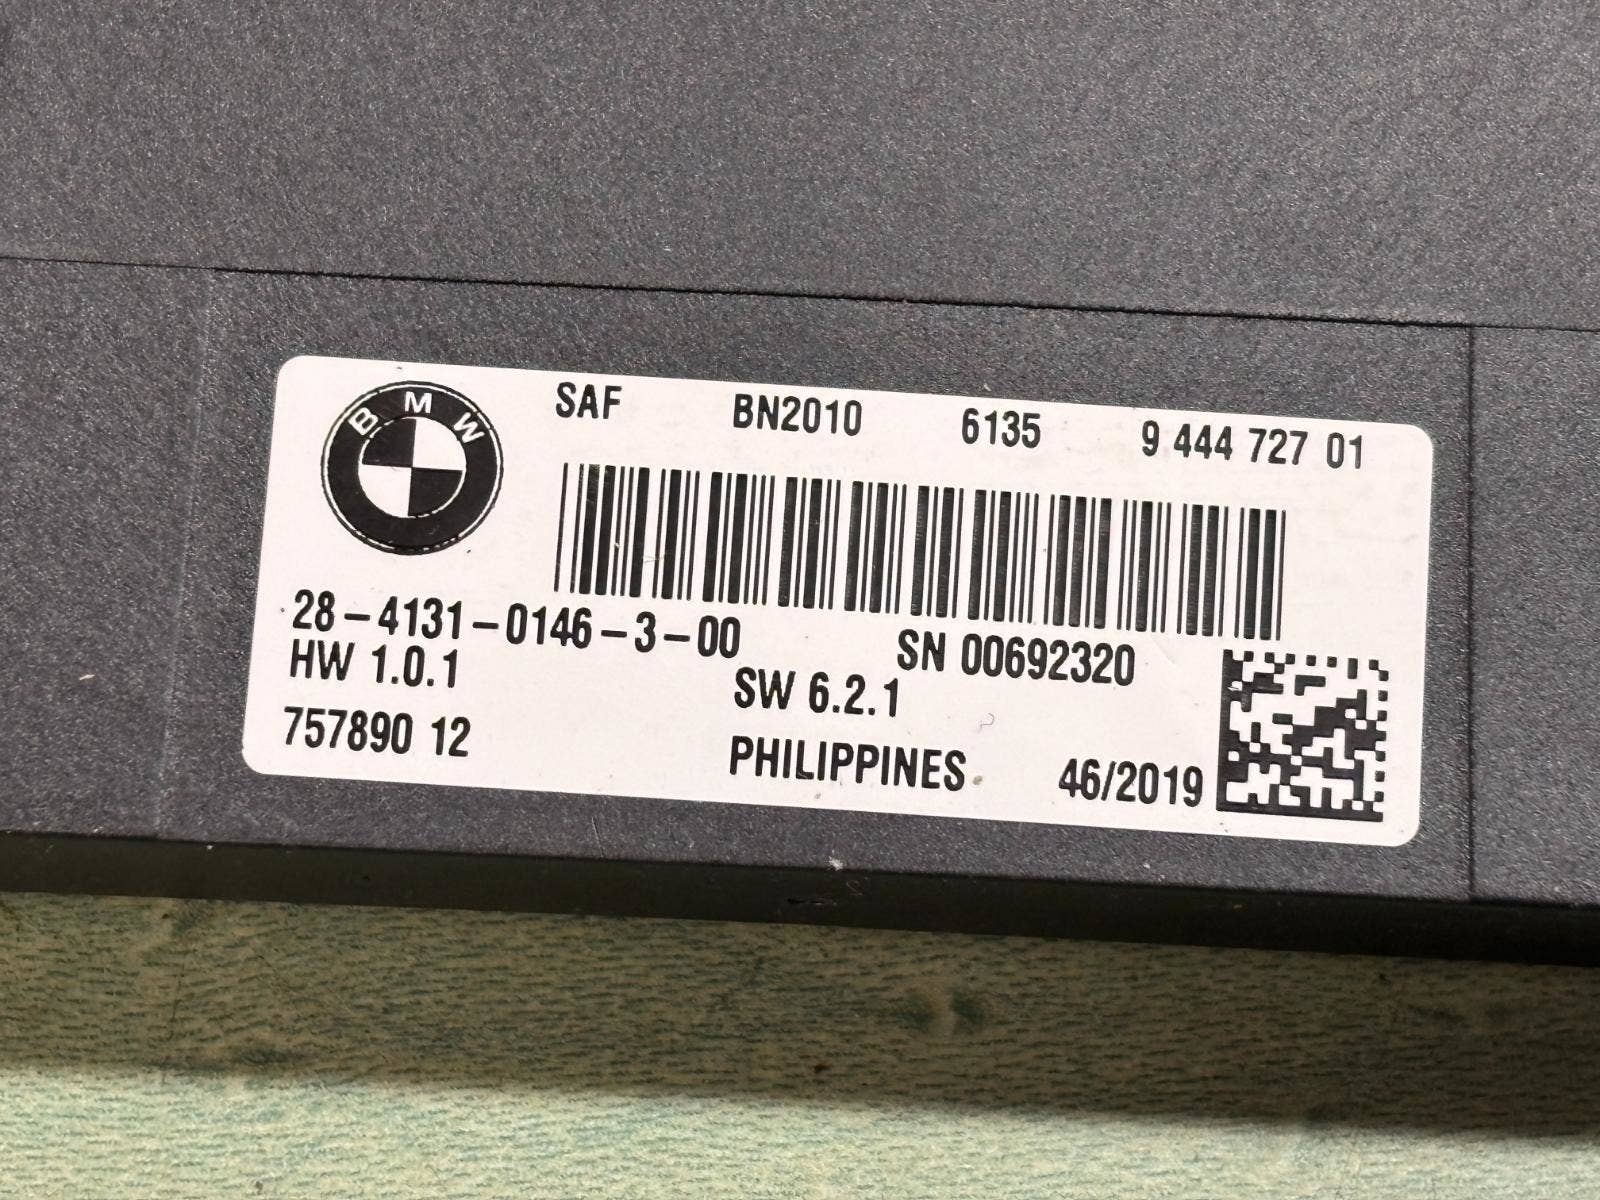 BMW
SAF BN2010 6135 9 444 727 01
28-4131-0146-3-00 SN 00692320
HW 1.0.1 SW 6.2.1
757890 12 PHILIPPINES 46/2019